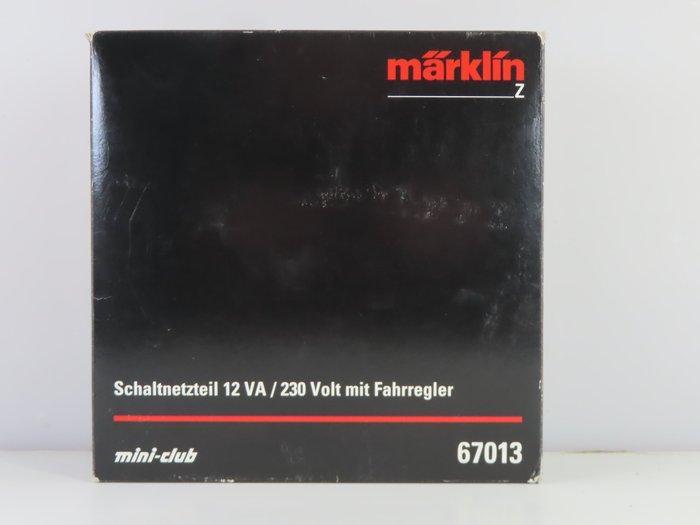 märklin
Z
Schaltnetzteil 12 VA / 230 Volt mit Fahrregler
mini-club
67013